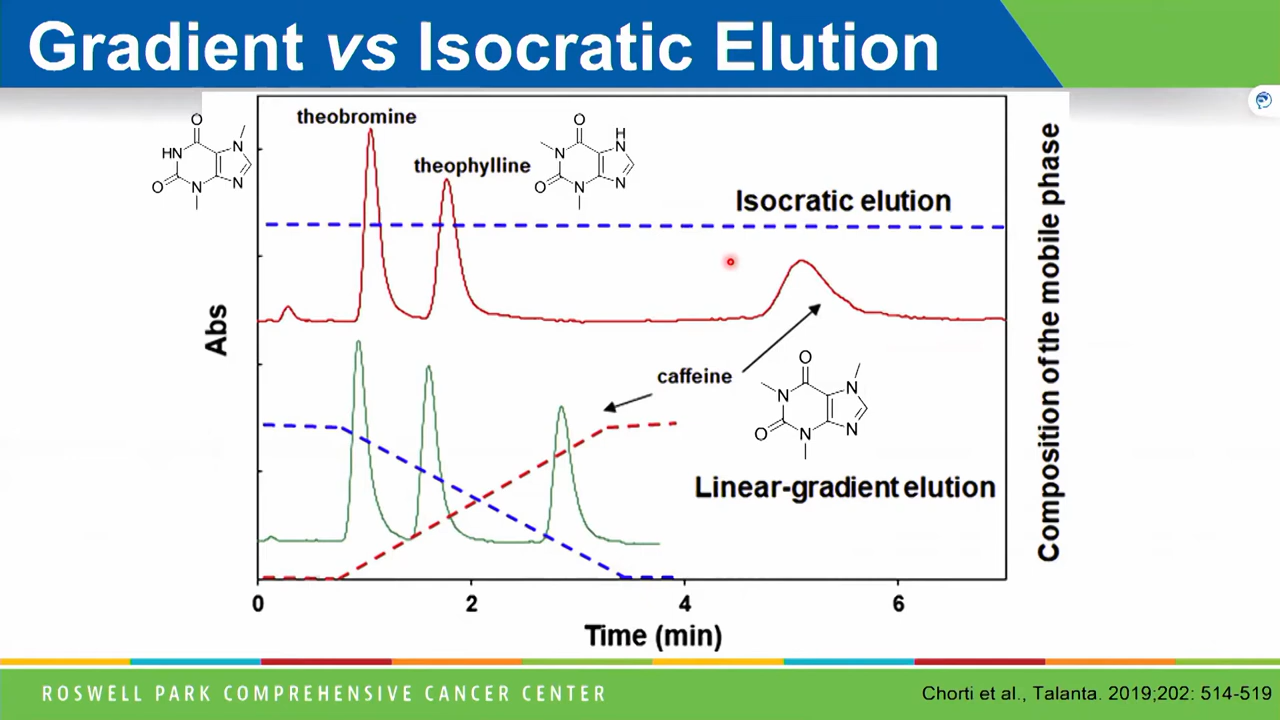 Gradient vs Isocratic Elution
theobromine
theophylline
O
HN
N
O
N
N
O
H
N
N
O
N
N
Isocratic elution
Abs
Composition of the mobile phase
caffeine
O
N
N
O
N
N
Linear-gradient elution
0
2
4
6
Time (min)
ROSWELL PARK COMPREHENSIVE CANCER CENTER
Chorti et al., Talanta. 2019;202: 514-519